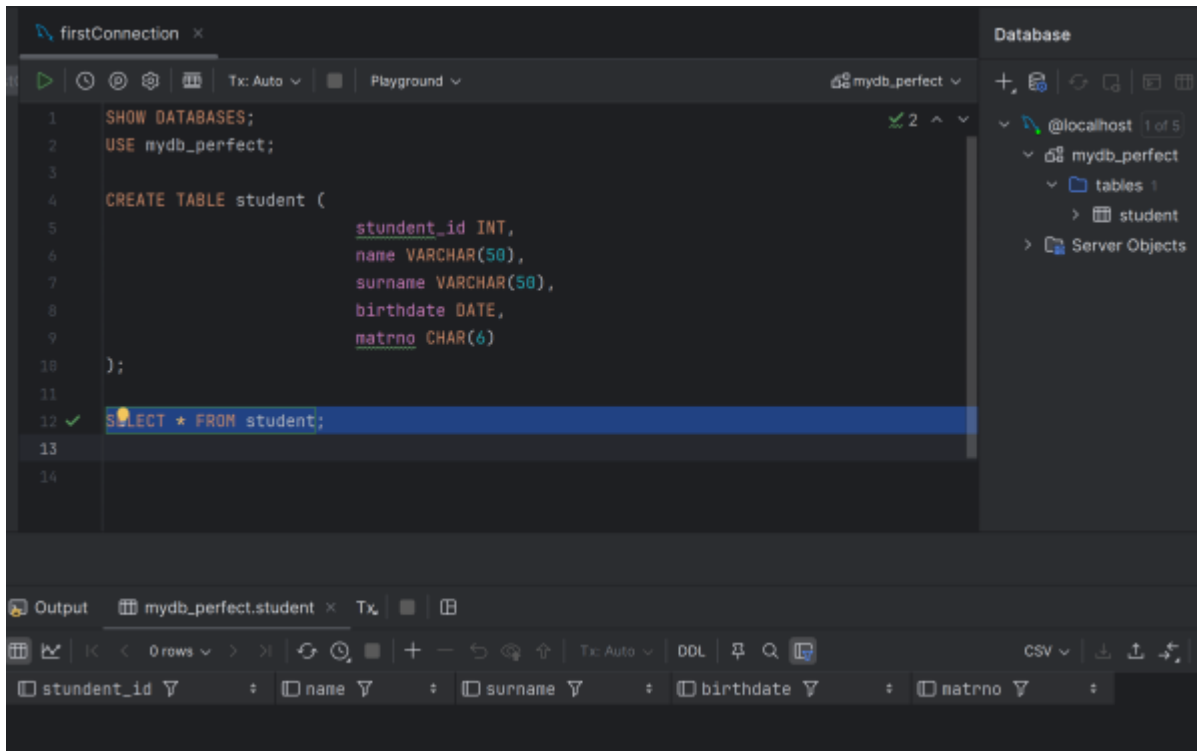 firstConnection
Database
Tx: Auto
Playground
mydb_perfect
1 SHOW DATABASES;
2 USE mydb_perfect;
3
4 CREATE TABLE student (
5 stundent_id INT,
6 name VARCHAR(50),
7 surname VARCHAR(50),
8 birthdate DATE,
9 matrno CHAR(6)
10 );
11
12 SELECT * FROM student;
13
14
2
@localhost 1 of 5
mydb_perfect
tables 1
student
Server Objects
Output mydb_perfect.student Tx
0 rows Tx: Auto DDL CSV
stundent_id name surname birthdate matrno